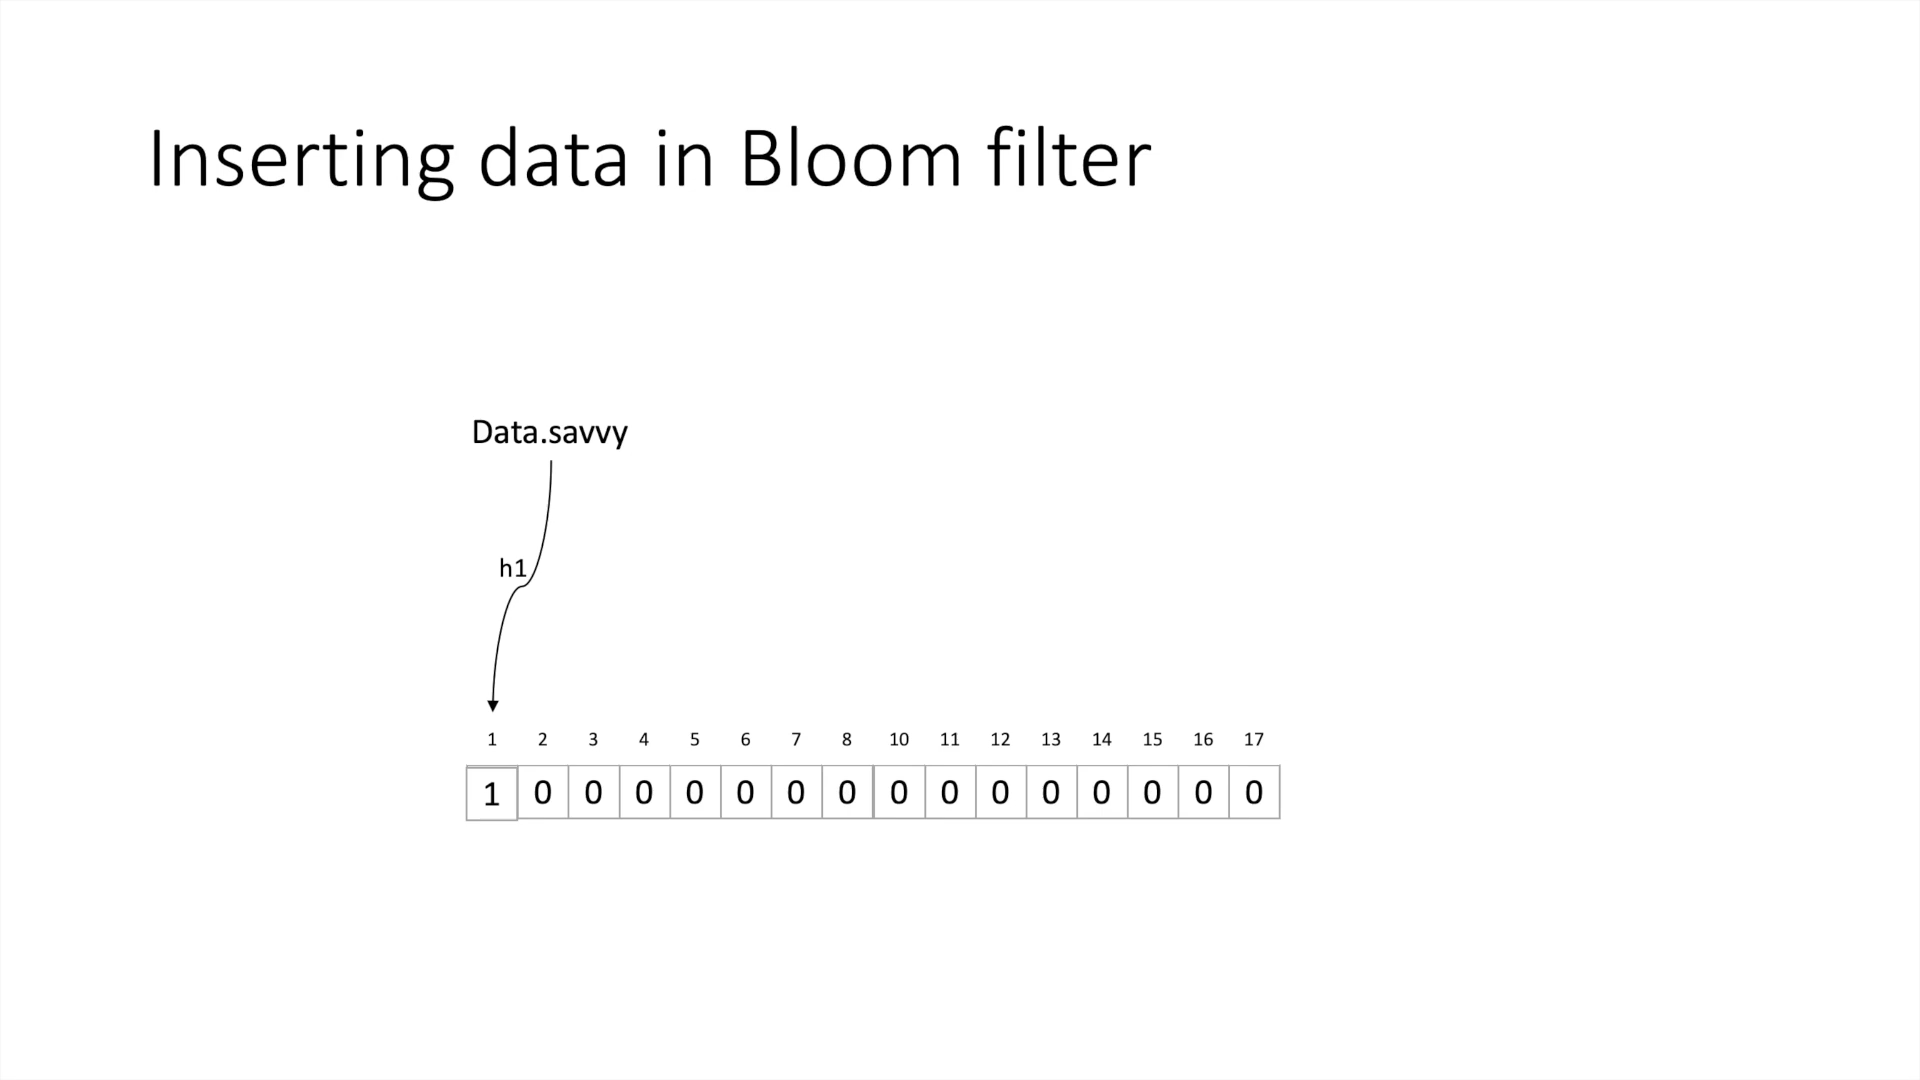 Inserting data in Bloom filter
Data.savvy
h1
1 2 3 4 5 6 7 8 10 11 12 13 14 15 16 17
1 0 0 0 0 0 0 0 0 0 0 0 0 0 0 0